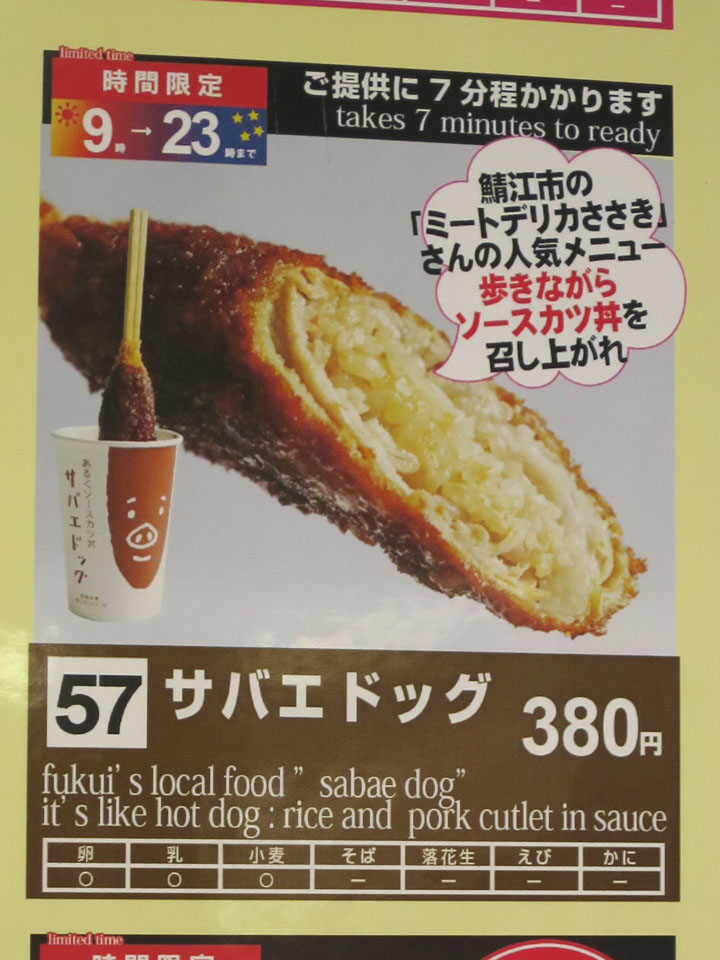 limited time
時間限定
9時→23時まで
ご提供に7分程かかります
takes 7 minutes to ready
鯖江市の
「ミートデリカささき」
さんの人気メニュー
歩きながら
ソースカツ丼を
召し上がれ
あるくソースカツ丼
サバエドッグ
57 サバエドッグ 380円
fukui's local food "sabae dog"
it's like hot dog : rice and pork cutlet in sauce
卵 乳 小麦 そば 落花生 えび かに
○ ○ ○ － － － －
limited time
時間限定